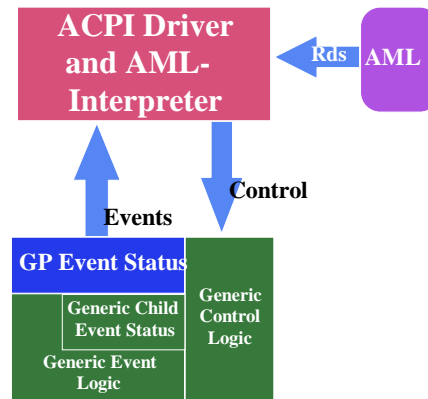 ACPI Driver
and AML-
Interpreter
Rds
AML
Control
Events
GP Event Status
Generic Child
Event Status
Generic
Control
Logic
Generic Event
Logic